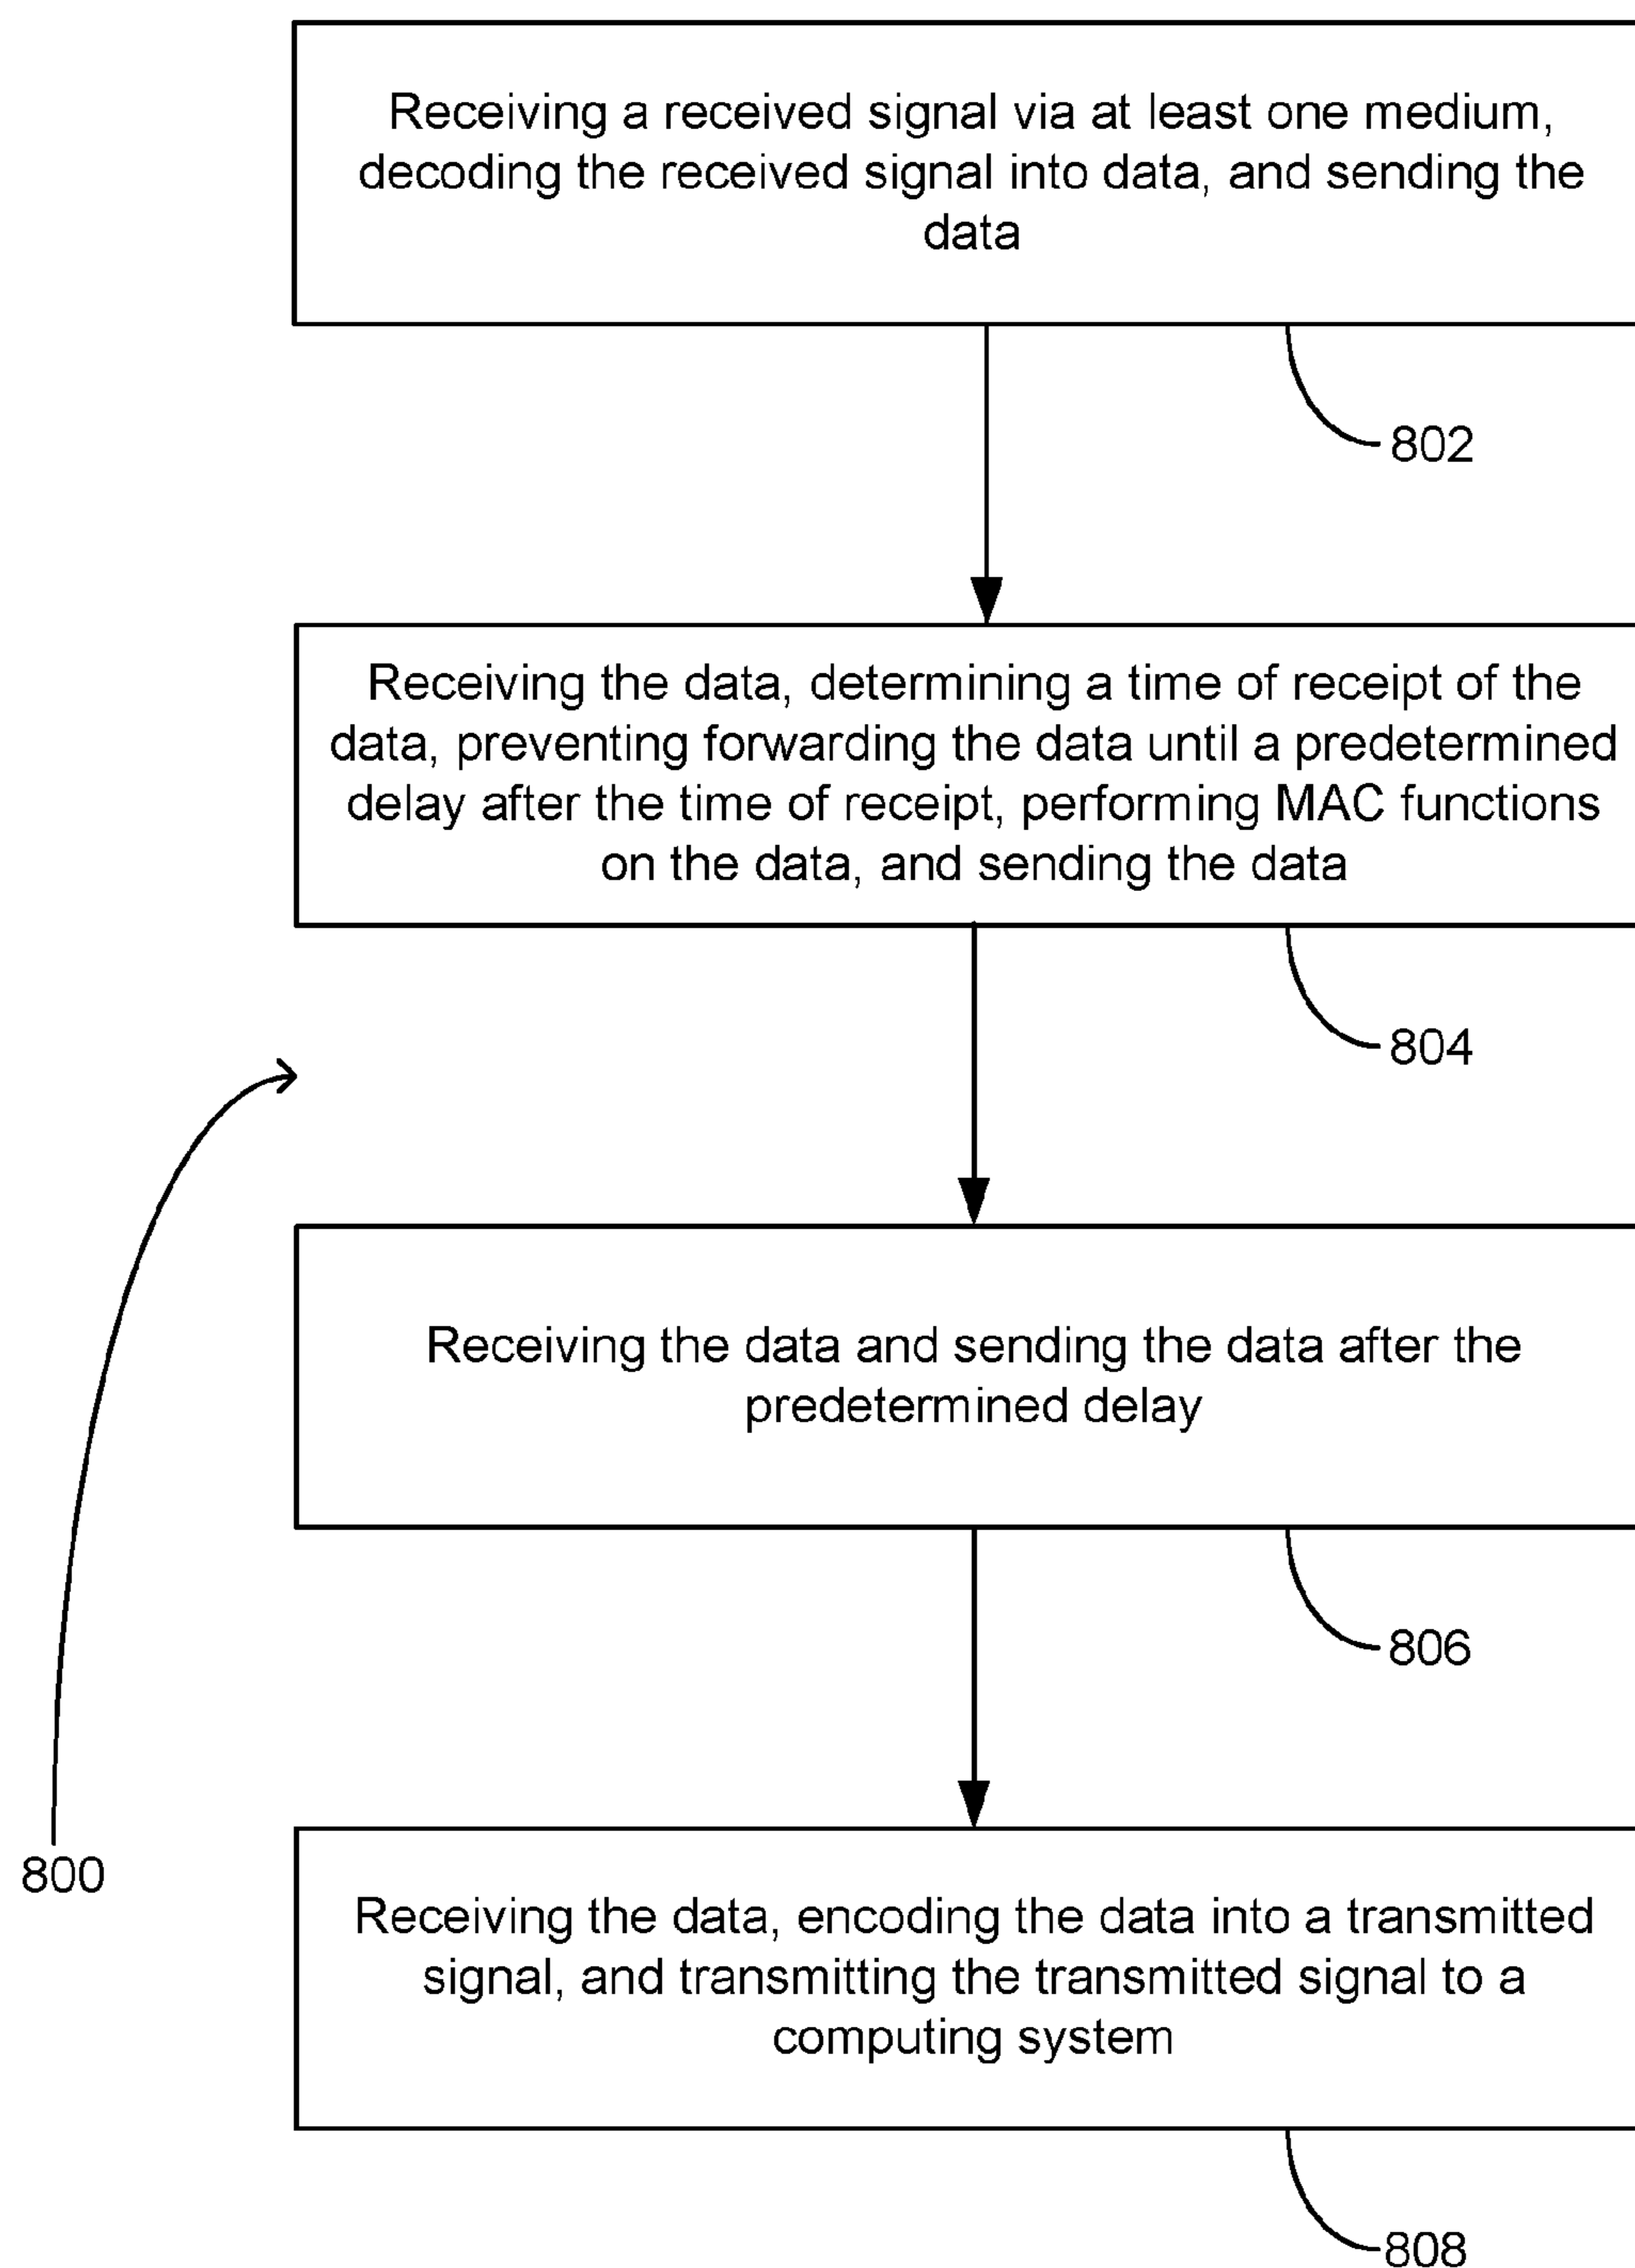 Receiving a received signal via at least one medium,
decoding the received signal into data, and sending the
data
802
Receiving the data, determining a time of receipt of the
data, preventing forwarding the data until a predetermined
delay after the time of receipt, performing MAC functions
on the data, and sending the data
804
Receiving the data and sending the data after the
predetermined delay
806
800
Receiving the data, encoding the data into a transmitted
signal, and transmitting the transmitted signal to a
computing system
808